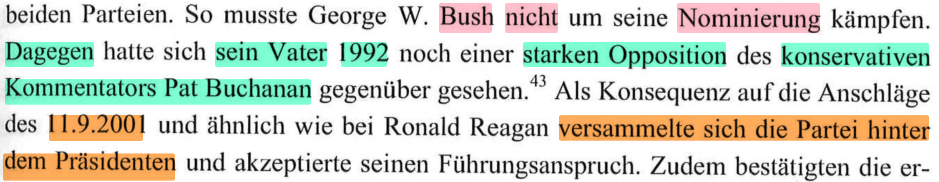 beiden Parteien. So musste George W. Bush nicht um seine Nominierung kämpfen.
Dagegen hatte sich sein Vater 1992 noch einer starken Opposition des konservativen
Kommentators Pat Buchanan gegenüber gesehen.43 Als Konsequenz auf die Anschläge
des 11.9.2001 und ähnlich wie bei Ronald Reagan versammelte sich die Partei hinter
dem Präsidenten und akzeptierte seinen Führungsanspruch. Zudem bestätigten die er-